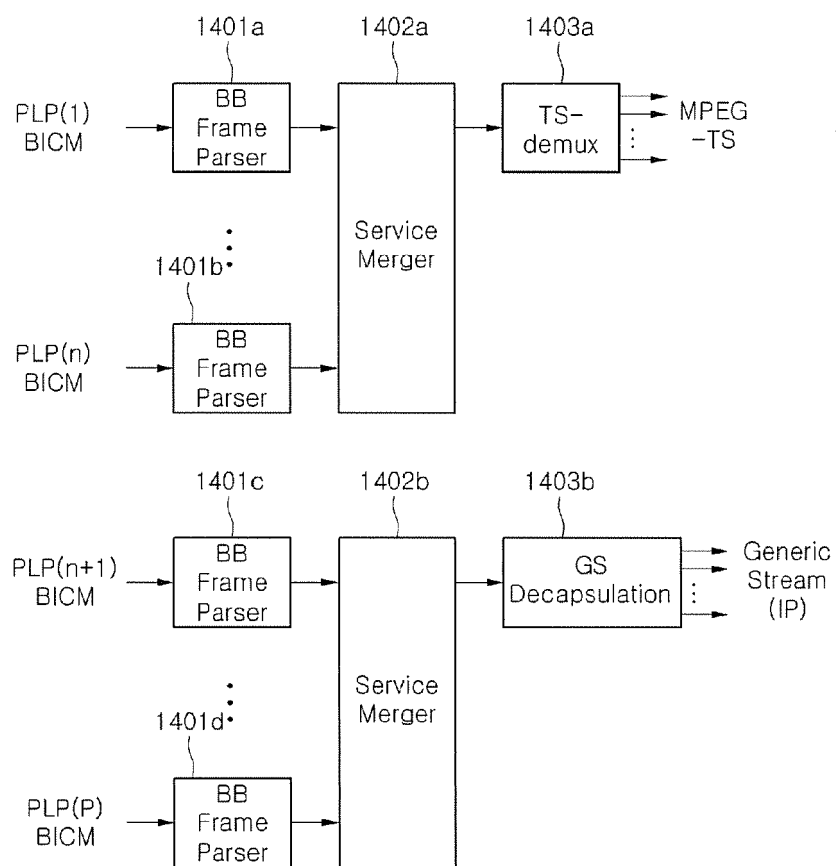 1401a
1402a
1403a
PLP(1)
BICM
BB
Frame
Parser
Service
Merger
TS-
demux
MPEG
-TS
1401b
PLP(n)
BICM
BB
Frame
Parser
1401c
1402b
1403b
PLP(n+1)
BICM
BB
Frame
Parser
Service
Merger
GS
Decapsulation
Generic
Stream
(IP)
1401d
PLP(P)
BICM
BB
Frame
Parser